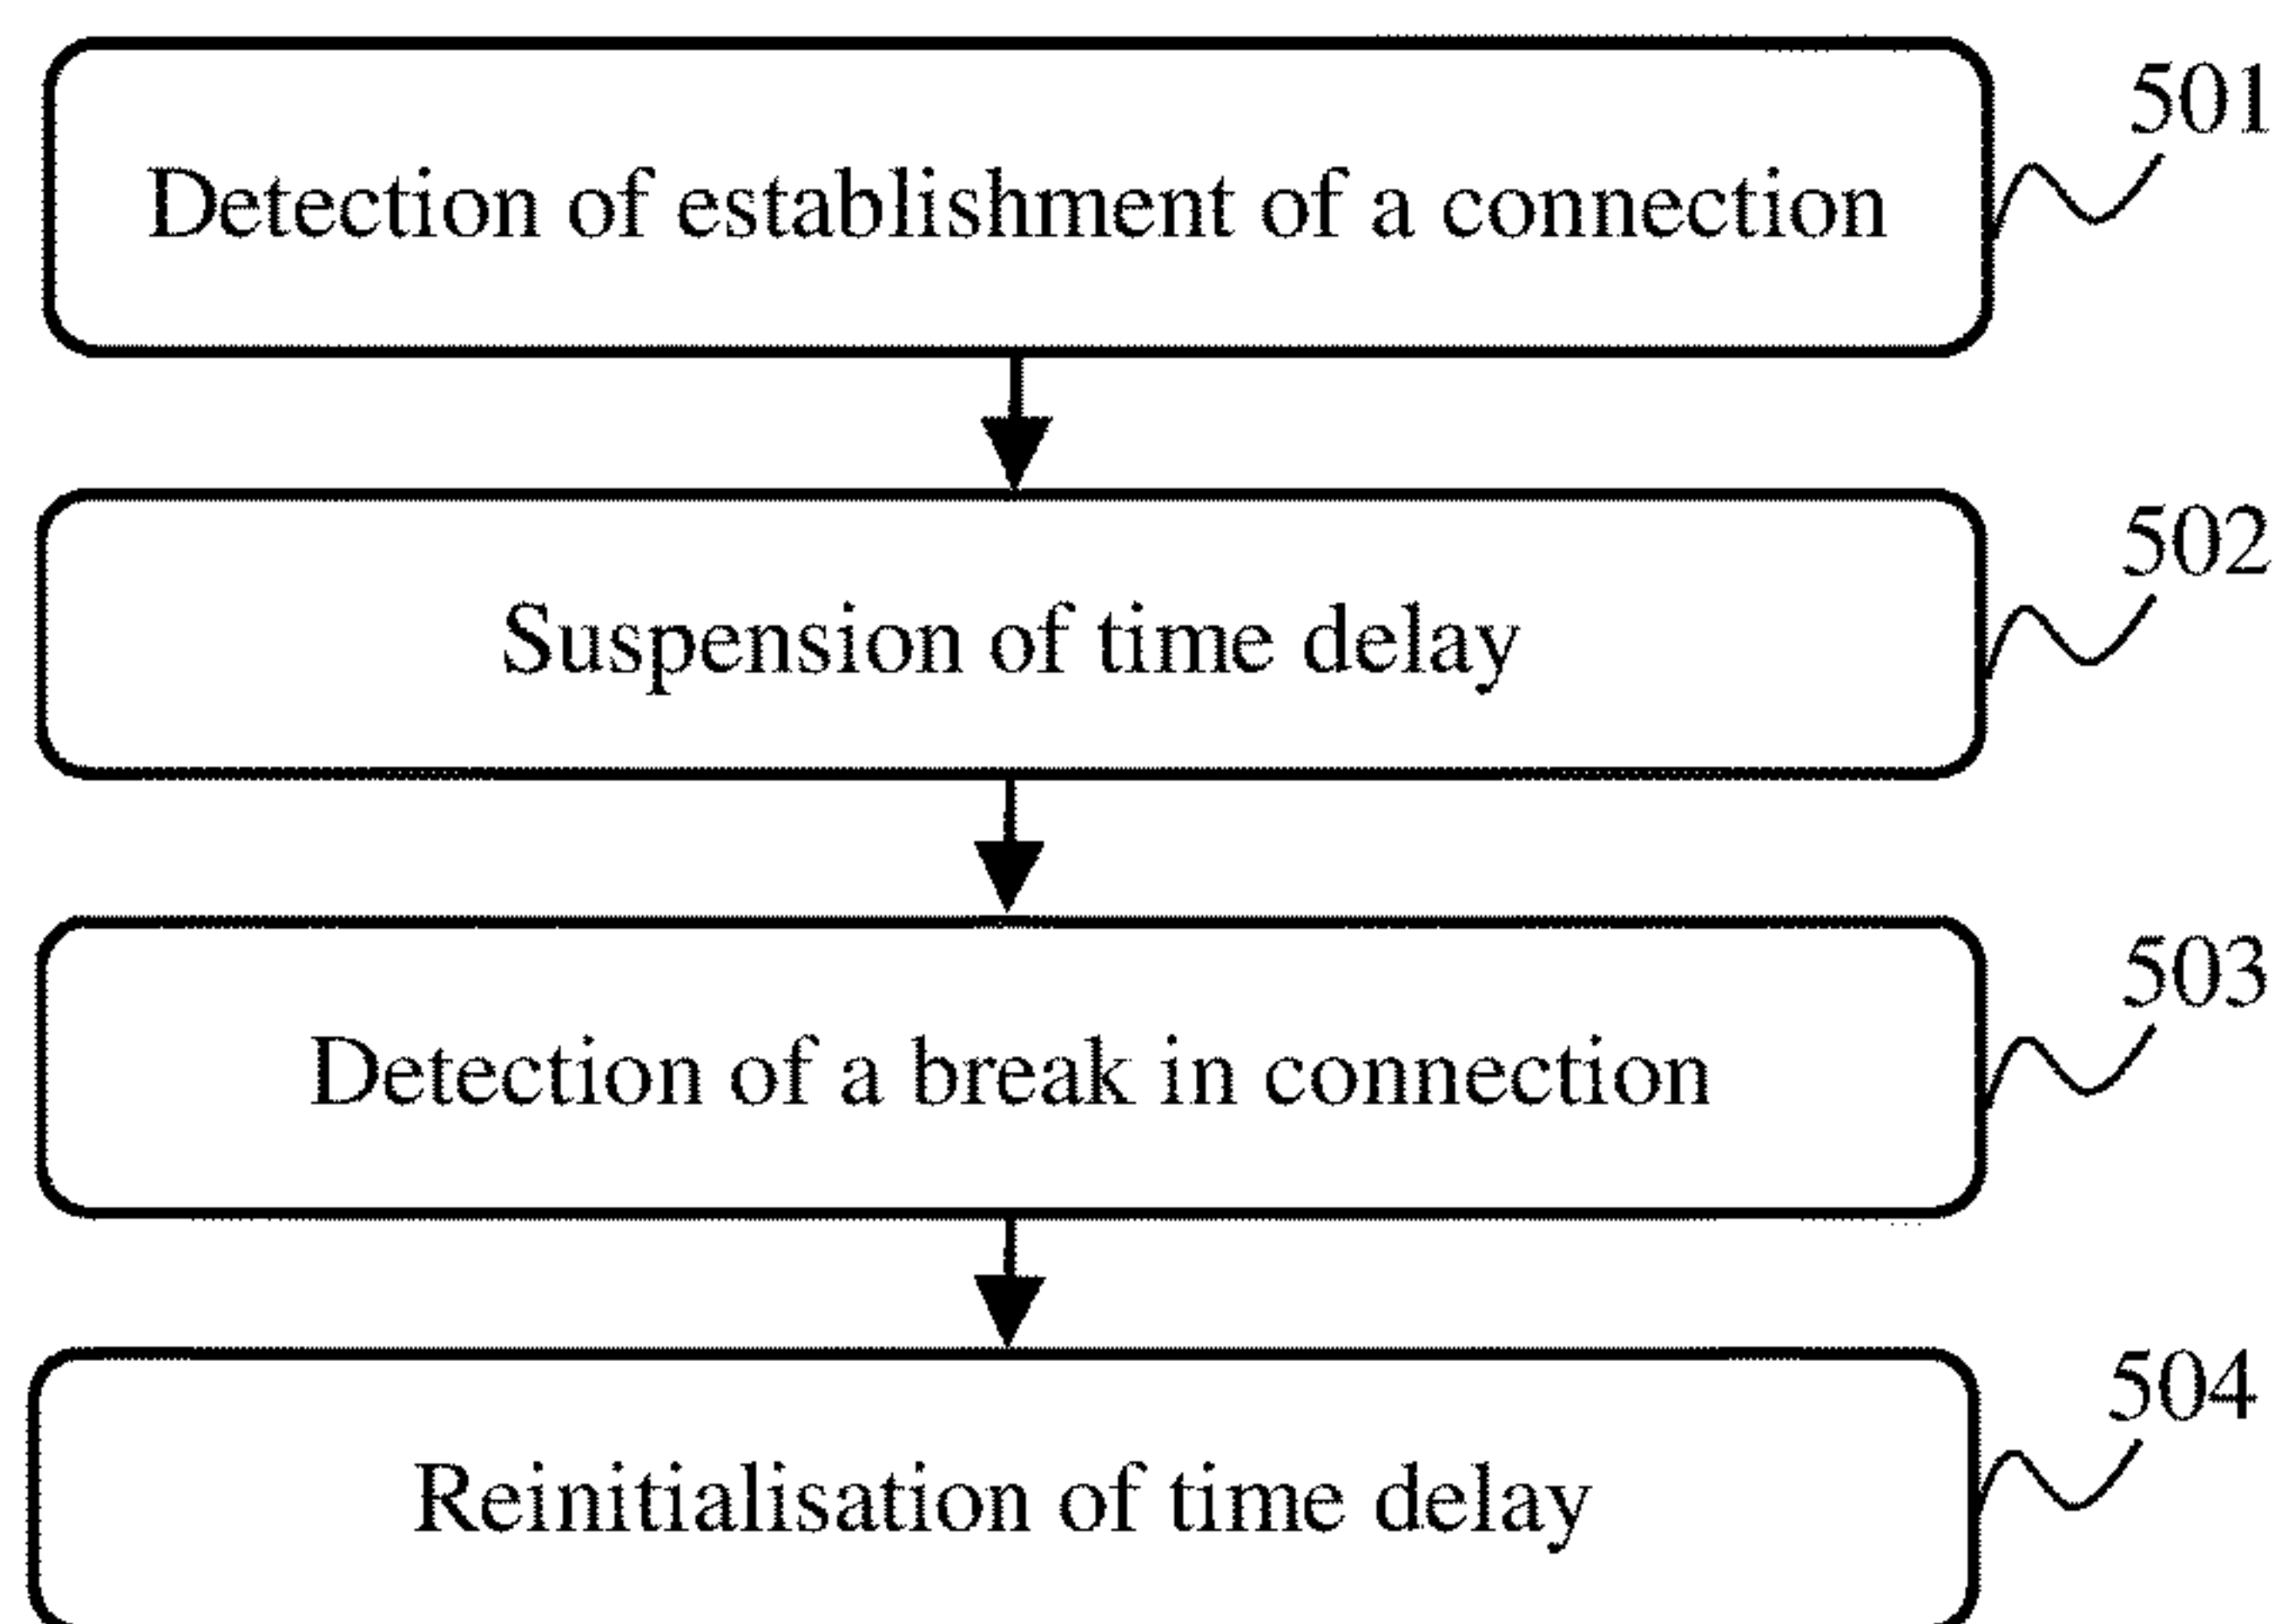 501
Detection of establishment of a connection
502
Suspension of time delay
503
Detection of a break in connection
504
Reinitialisation of time delay